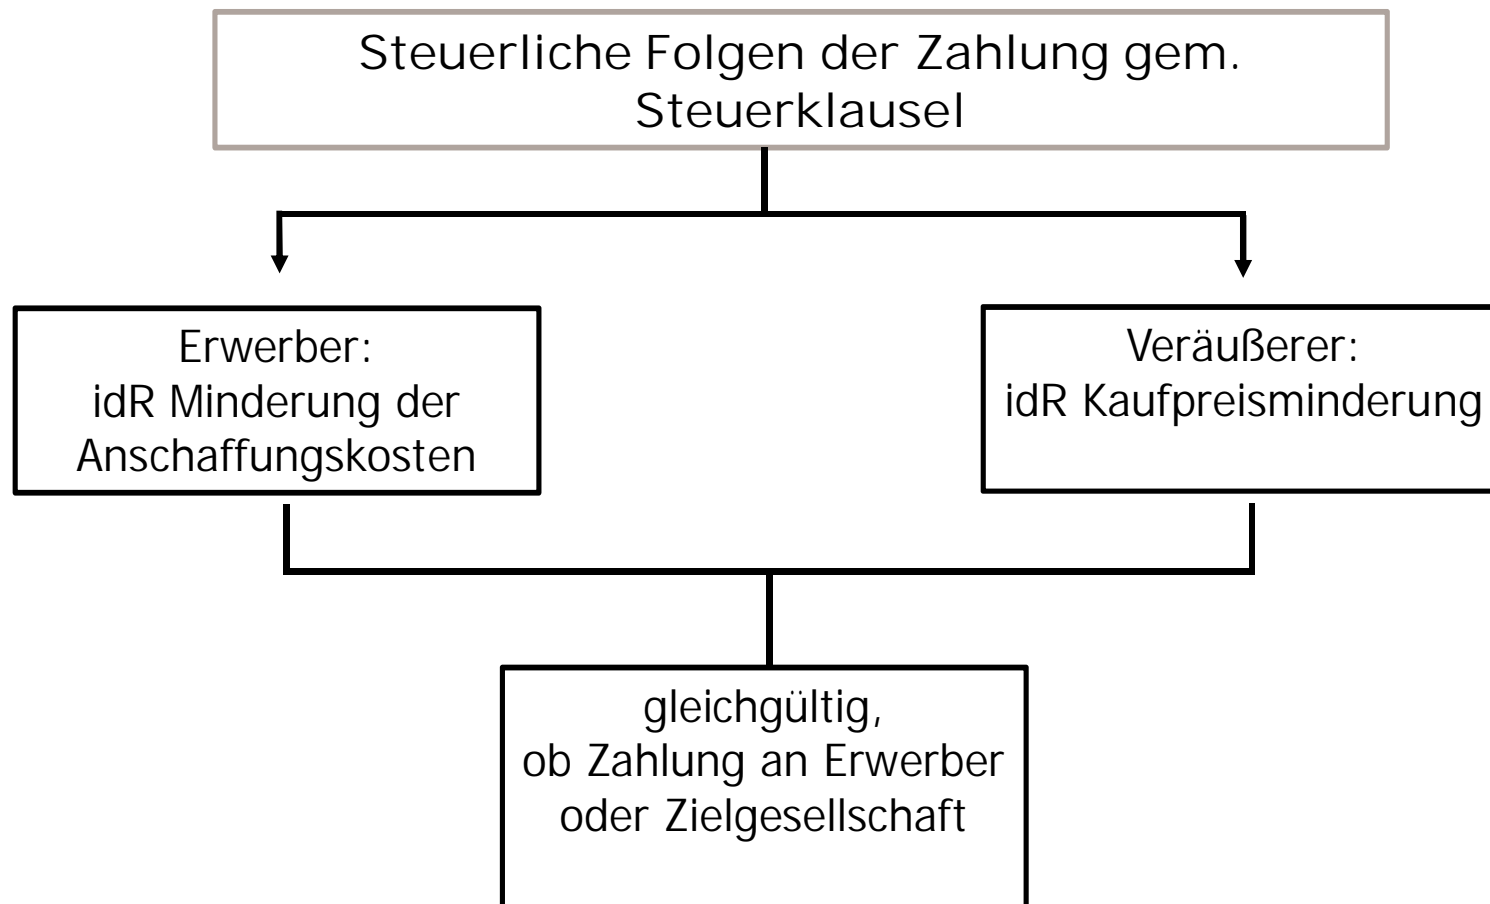 Steuerliche Folgen der Zahlung gem.
Steuerklausel
Erwerber:
idR Minderung der
Anschaffungskosten
Veräußerer:
idR Kaufpreisminderung
gleichgültig,
ob Zahlung an Erwerber
oder Zielgesellschaft